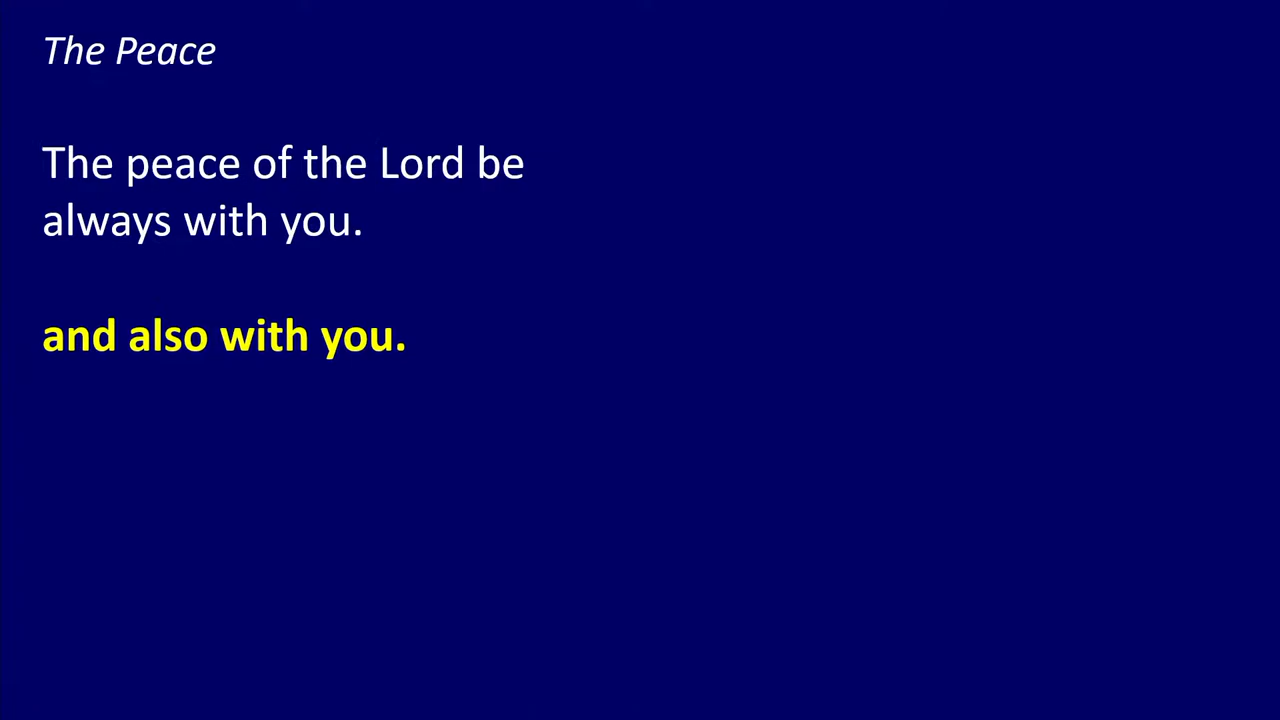 The Peace
The peace of the Lord be
always with you.
and also with you.